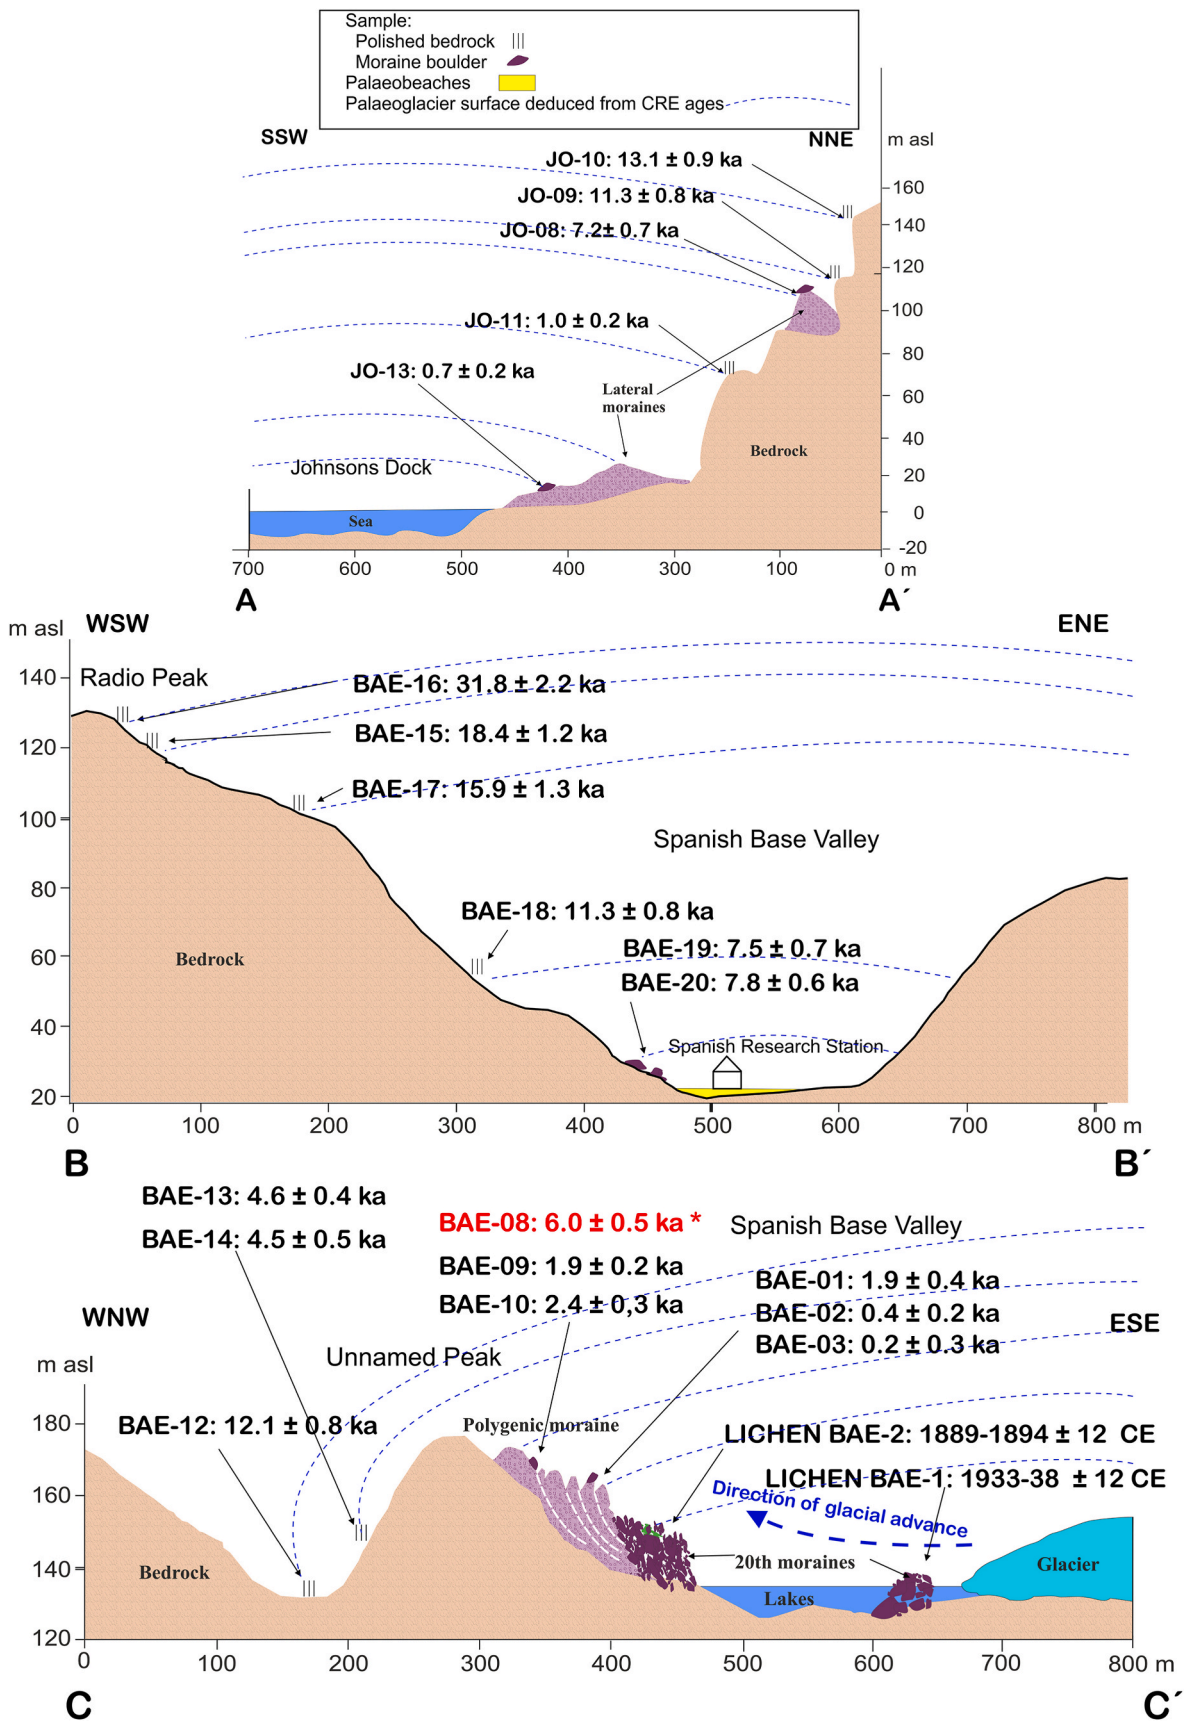 Sample:
Polished bedrock
Moraine boulder
Palaeobeaches
Palaeoglacier surface deduced from CRE ages
SSW
NNE
m asl
JO-10: 13.1 ± 0.9 ka
JO-09: 11.3 ± 0.8 ka
JO-08: 7.2± 0.7 ka
JO-11: 1.0 ± 0.2 ka
JO-13: 0.7 ± 0.2 ka
Lateral
moraines
Bedrock
Johnsons Dock
Sea
160
140
120
100
80
60
40
20
0
-20
700 600 500 400 300 100 0 m
A A´
m asl WSW ENE
Radio Peak
BAE-16: 31.8 ± 2.2 ka
BAE-15: 18.4 ± 1.2 ka
BAE-17: 15.9 ± 1.3 ka
Spanish Base Valley
BAE-18: 11.3 ± 0.8 ka
BAE-19: 7.5 ± 0.7 ka
BAE-20: 7.8 ± 0.6 ka
Bedrock
Spanish Research Station
140
120
100
80
60
40
20
0 100 200 300 400 500 600 700 800 m
B B´
BAE-13: 4.6 ± 0.4 ka
BAE-14: 4.5 ± 0.5 ka
BAE-08: 6.0 ± 0.5 ka *
BAE-09: 1.9 ± 0.2 ka
BAE-10: 2.4 ± 0,3 ka
Spanish Base Valley
BAE-01: 1.9 ± 0.4 ka
BAE-02: 0.4 ± 0.2 ka
BAE-03: 0.2 ± 0.3 ka
WNW
ESE
m asl
Unnamed Peak
BAE-12: 12.1 ± 0.8 ka
Polygenic moraine
LICHEN BAE-2: 1889-1894 ± 12 CE
LICHEN BAE-1: 1933-38 ± 12 CE
Direction of glacial advance
20th moraines
Glacier
Lakes
Bedrock
180
160
140
120
0 100 200 300 400 500 600 700 800 m
C C´